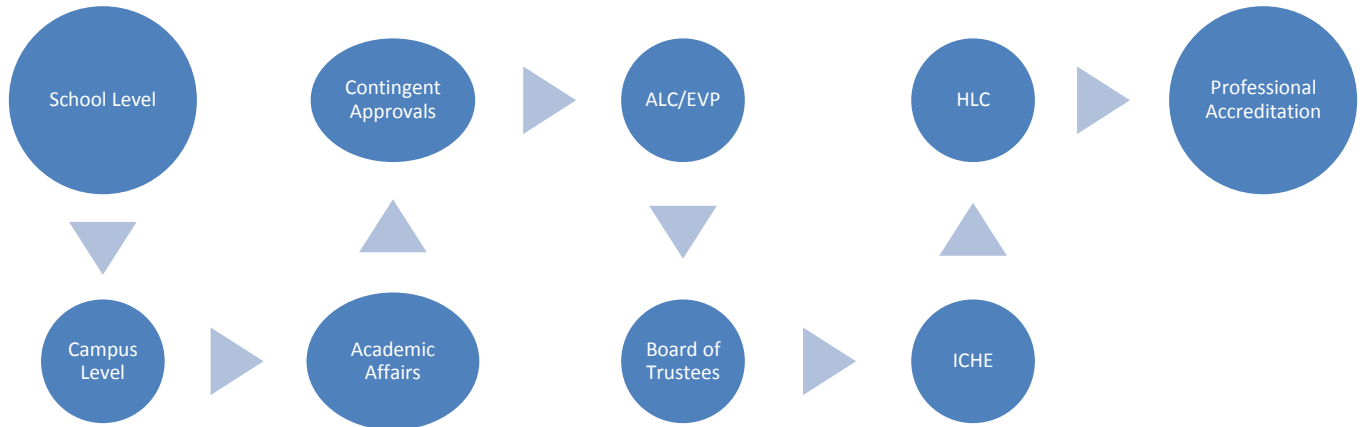 School Level
Campus
Level
Academic
Affairs
Contingent
Approvals
ALC/EVP
Board of
Trustees
ICHE
HLC
Professional
Accreditation